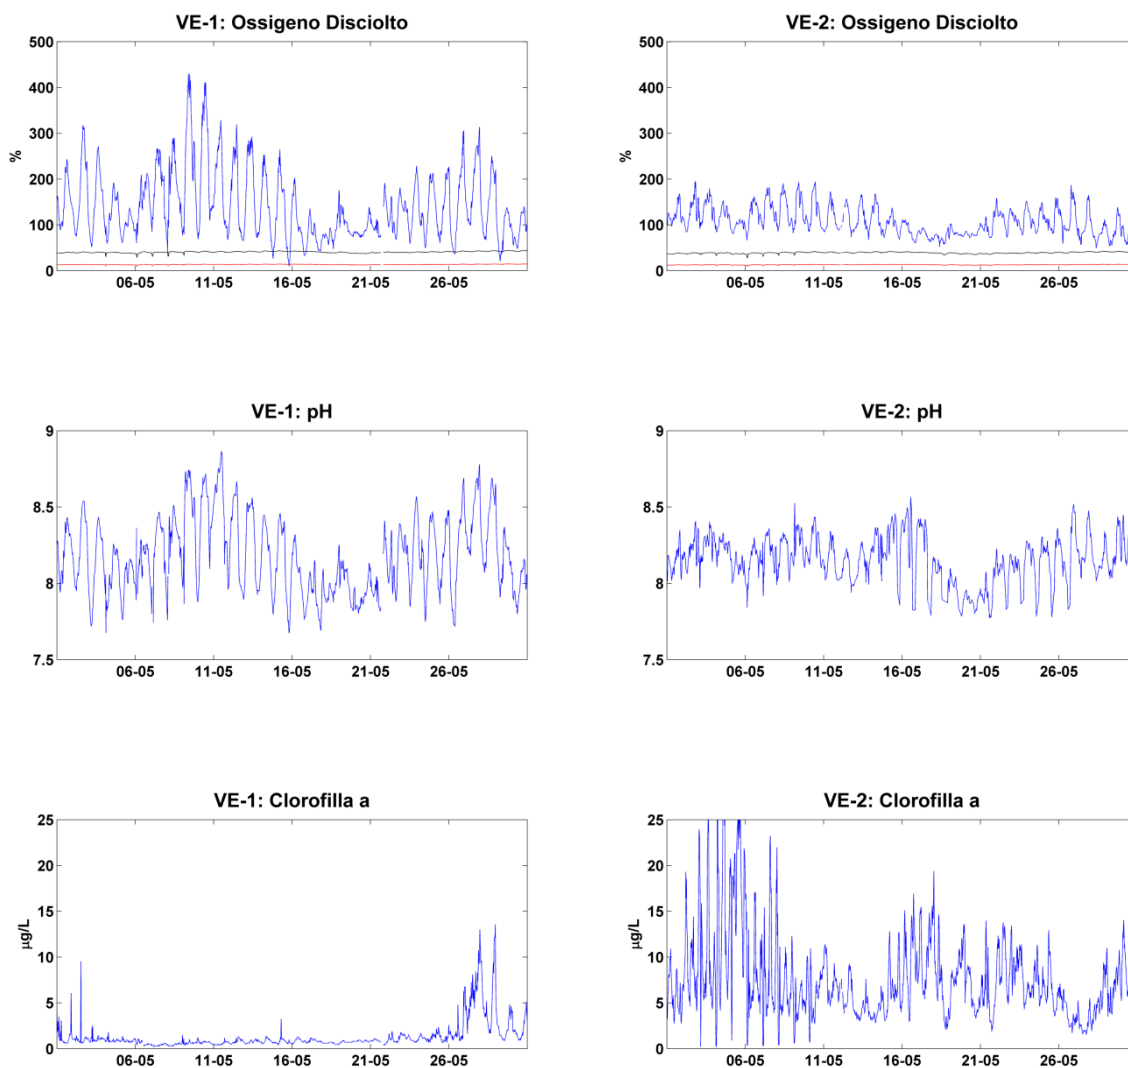 VE-1: Ossigeno Disciolto
500
400
300
200
100
0
%
06-05 11-05 16-05 21-05 26-05
VE-2: Ossigeno Disciolto
500
400
300
200
100
0
%
06-05 11-05 16-05 21-05 26-05
VE-1: pH
9
8.5
8
7.5
06-05 11-05 16-05 21-05 26-05
VE-2: pH
9
8.5
8
7.5
06-05 11-05 16-05 21-05 26-05
VE-1: Clorofilla a
25
20
15
10
5
0
µg/L
06-05 11-05 16-05 21-05 26-05
VE-2: Clorofilla a
25
20
15
10
5
0
µg/L
06-05 11-05 16-05 21-05 26-05